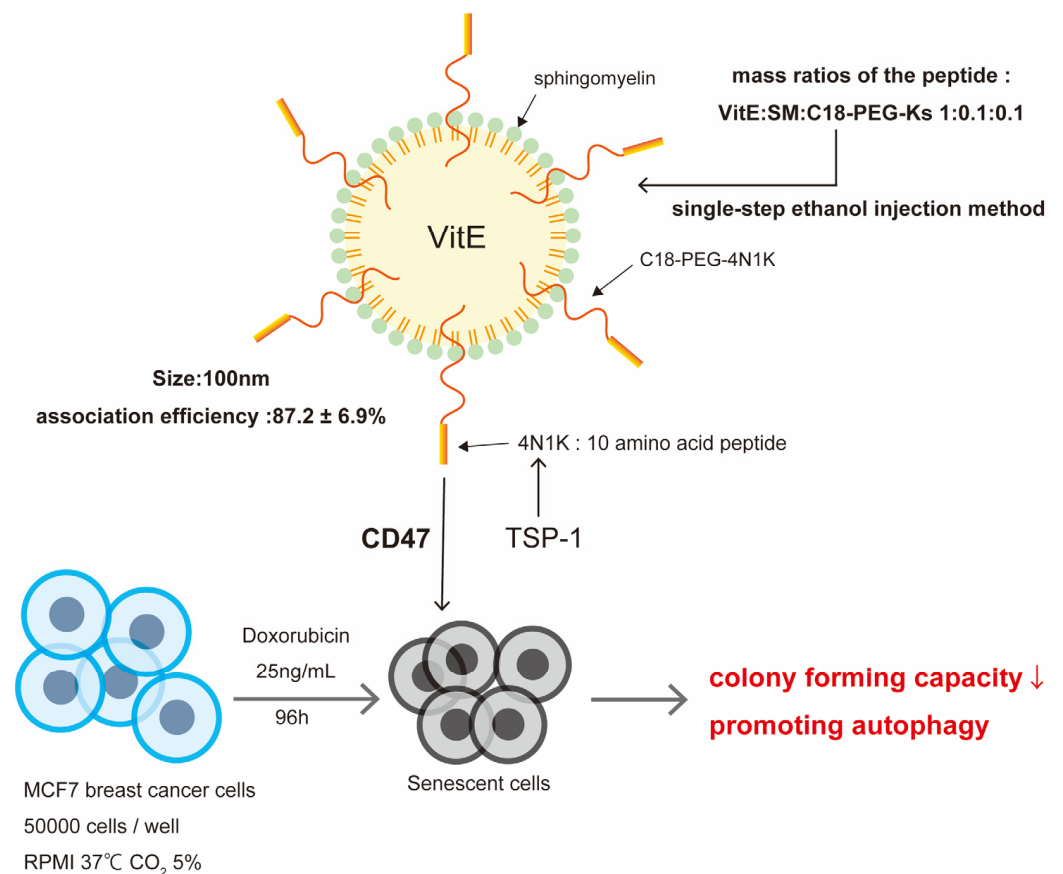 sphingomyelin
mass ratios of the peptide :
VitE:SM:C18-PEG-Ks 1:0.1:0.1
single-step ethanol injection method
VitE
C18-PEG-4N1K
Size:100nm
association efficiency :87.2 ± 6.9%
4N1K : 10 amino acid peptide
CD47
TSP-1
Doxorubicin
25ng/mL
96h
colony forming capacity ↓
promoting autophagy
Senescent cells
MCF7 breast cancer cells
50000 cells / well
RPMI 37℃ CO₂ 5%